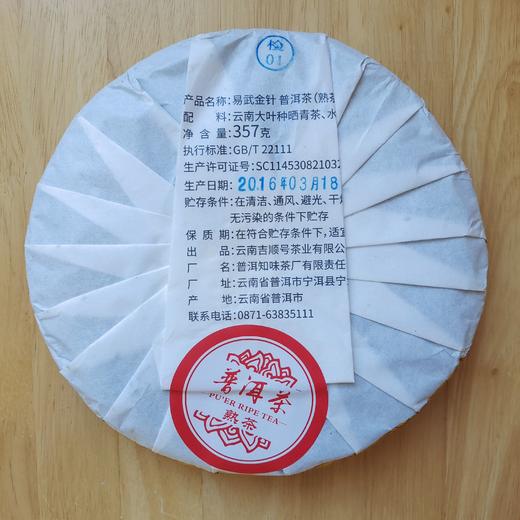 检
01
产品名称：易武金针 普洱茶（熟茶
配 料：云南大叶种晒青茶、水
净 含 量：357克
执行标准：GB/T 22111
生产许可证号：SC11453082103
生产日期：2016年03月18
贮存条件：在清洁、通风、避光、干燥
无污染的条件下贮存
保 质 期：在符合贮存条件下，适宜
出 品：云南吉顺号茶业有限公
厂 名：普洱知味茶厂有限责任
厂 址：云南省普洱市宁洱县宁
产 地：云南省普洱市
联系电话：0871-63835111
普洱茶
PU'ER RIPE TEA
熟茶